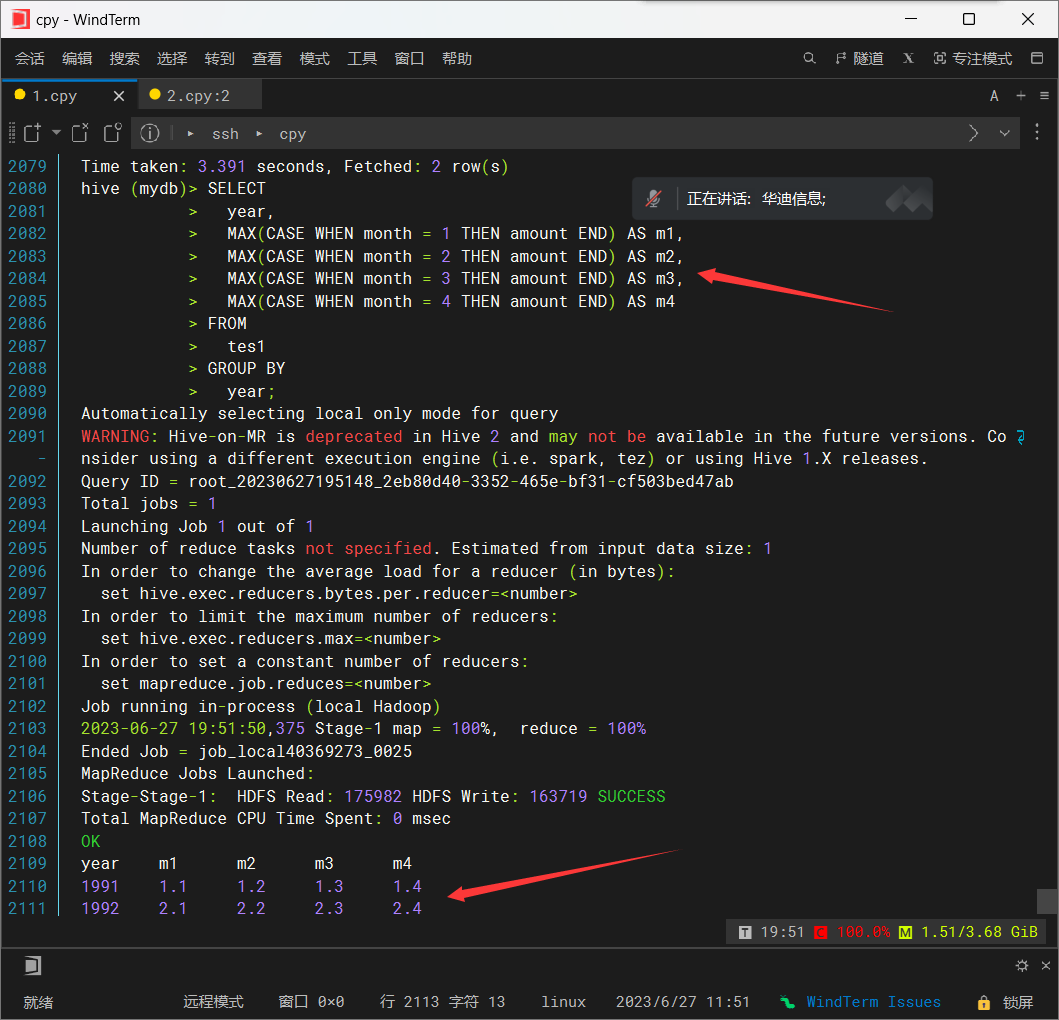 cpy - WindTerm
会话 编辑 搜索 选择 转到 查看 模式 工具 窗口 帮助 隧道 X 专注模式
1.cpy 2.cpy:2 A
ssh cpy
2079 Time taken: 3.391 seconds, Fetched: 2 row(s)
2080 hive (mydb)> SELECT
正在讲话: 华迪信息;
2081 > year,
2082 > MAX(CASE WHEN month = 1 THEN amount END) AS m1,
2083 > MAX(CASE WHEN month = 2 THEN amount END) AS m2,
2084 > MAX(CASE WHEN month = 3 THEN amount END) AS m3,
2085 > MAX(CASE WHEN month = 4 THEN amount END) AS m4
2086 > FROM
2087 > tes1
2088 > GROUP BY
2089 > year;
2090 Automatically selecting local only mode for query
2091 WARNING: Hive-on-MR is deprecated in Hive 2 and may not be available in the future versions. Co
- nsider using a different execution engine (i.e. spark, tez) or using Hive 1.X releases.
2092 Query ID = root_20230627195148_2eb80d40-3352-465e-bf31-cf503bed47ab
2093 Total jobs = 1
2094 Launching Job 1 out of 1
2095 Number of reduce tasks not specified. Estimated from input data size: 1
2096 In order to change the average load for a reducer (in bytes):
2097 set hive.exec.reducers.bytes.per.reducer=<number>
2098 In order to limit the maximum number of reducers:
2099 set hive.exec.reducers.max=<number>
2100 In order to set a constant number of reducers:
2101 set mapreduce.job.reduces=<number>
2102 Job running in-process (local Hadoop)
2103 2023-06-27 19:51:50,375 Stage-1 map = 100%, reduce = 100%
2104 Ended Job = job_local40369273_0025
2105 MapReduce Jobs Launched:
2106 Stage-Stage-1: HDFS Read: 175982 HDFS Write: 163719 SUCCESS
2107 Total MapReduce CPU Time Spent: 0 msec
2108 OK
2109 year m1 m2 m3 m4
2110 1991 1.1 1.2 1.3 1.4
2111 1992 2.1 2.2 2.3 2.4
T 19:51 C 100.0% M 1.51/3.68 GiB
就绪 远程模式 窗口 0×0 行 2113 字符 13 linux 2023/6/27 11:51 WindTerm Issues 锁屏